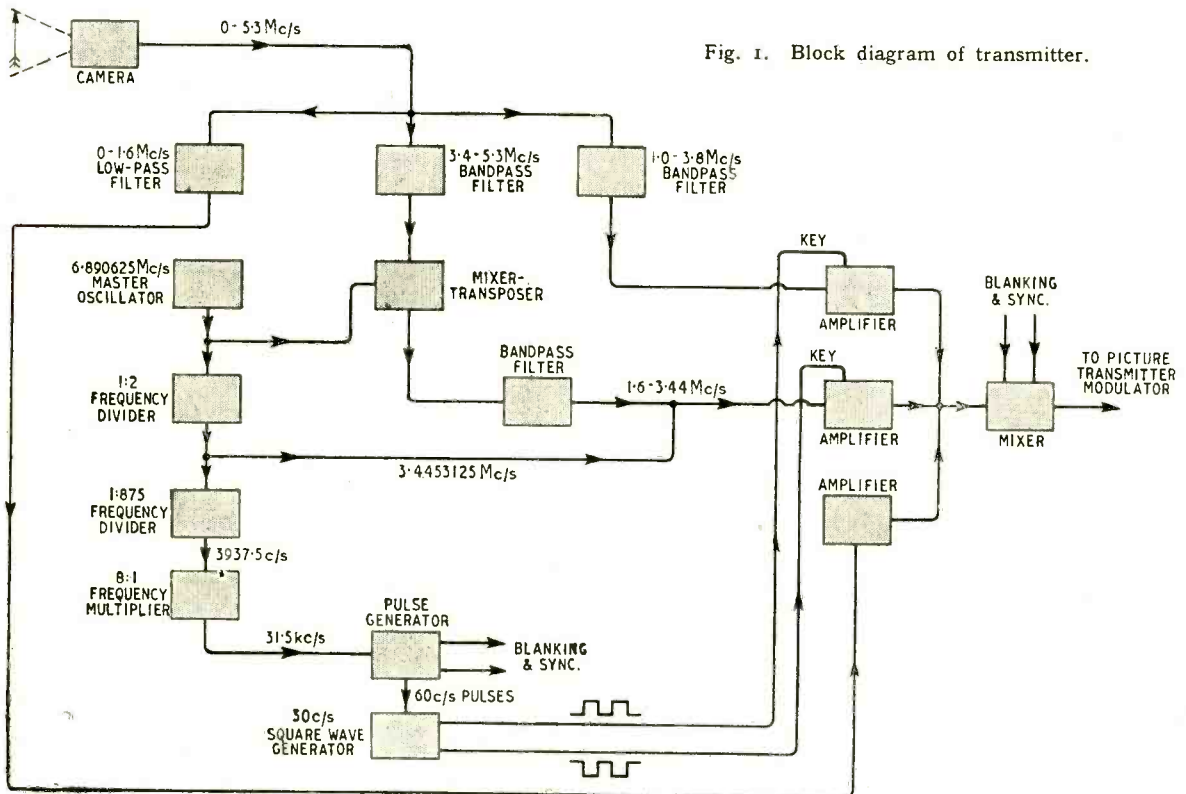 0-5·3Mc/s
Fig. 1. Block diagram of transmitter.
CAMERA
0-1·6Mc/s
LOW-PASS
FILTER
3·4-5·3Mc/s
BANDPASS
FILTER
1·0-3·8Mc/s
BANDPASS
FILTER
6·890625Mc/s
MASTER
OSCILLATOR
MIXER-
TRANSPOSER
KEY
AMPLIFIER
BLANKING
& SYNC.
1:2
FREQUENCY
DIVIDER
BANDPASS
FILTER
1·6-3·44Mc/s
KEY
AMPLIFIER
MIXER
TO PICTURE
TRANSMITTER
MODULATOR
3·4453125Mc/s
1:875
FREQUENCY
DIVIDER
AMPLIFIER
3937·5c/s
8:1
FREQUENCY
MULTIPLIER
31·5kc/s
PULSE
GENERATOR
BLANKING
& SYNC.
60c/s PULSES
30c/s
SQUARE WAVE
GENERATOR